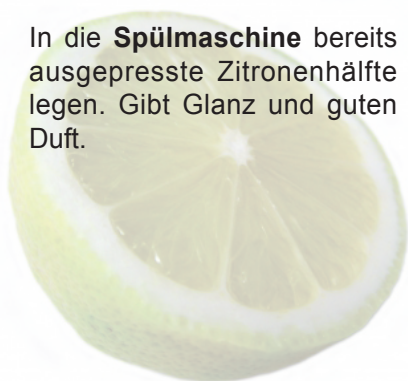 In die Spülmaschine bereits
ausgepresste Zitronenhälfte
legen. Gibt Glanz und guten
Duft.